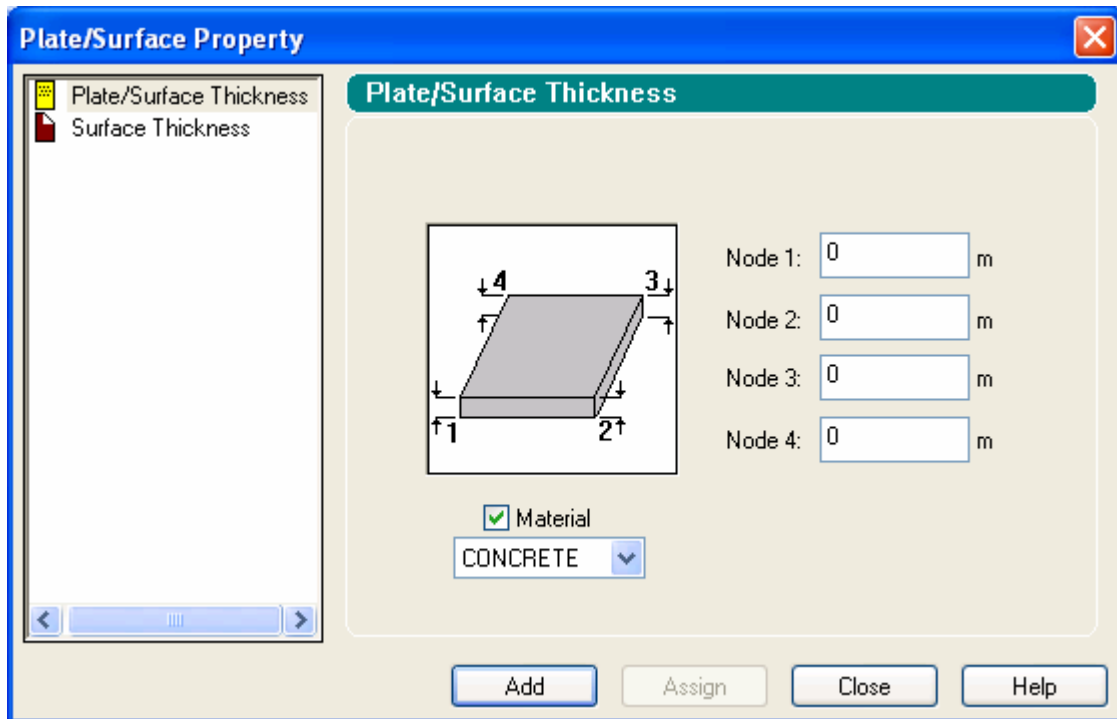 Plate/Surface Property
Plate/Surface Thickness
Surface Thickness
Plate/Surface Thickness
4 3
1 2
Node 1: 0 m
Node 2: 0 m
Node 3: 0 m
Node 4: 0 m
Material
CONCRETE
Add Assign Close Help